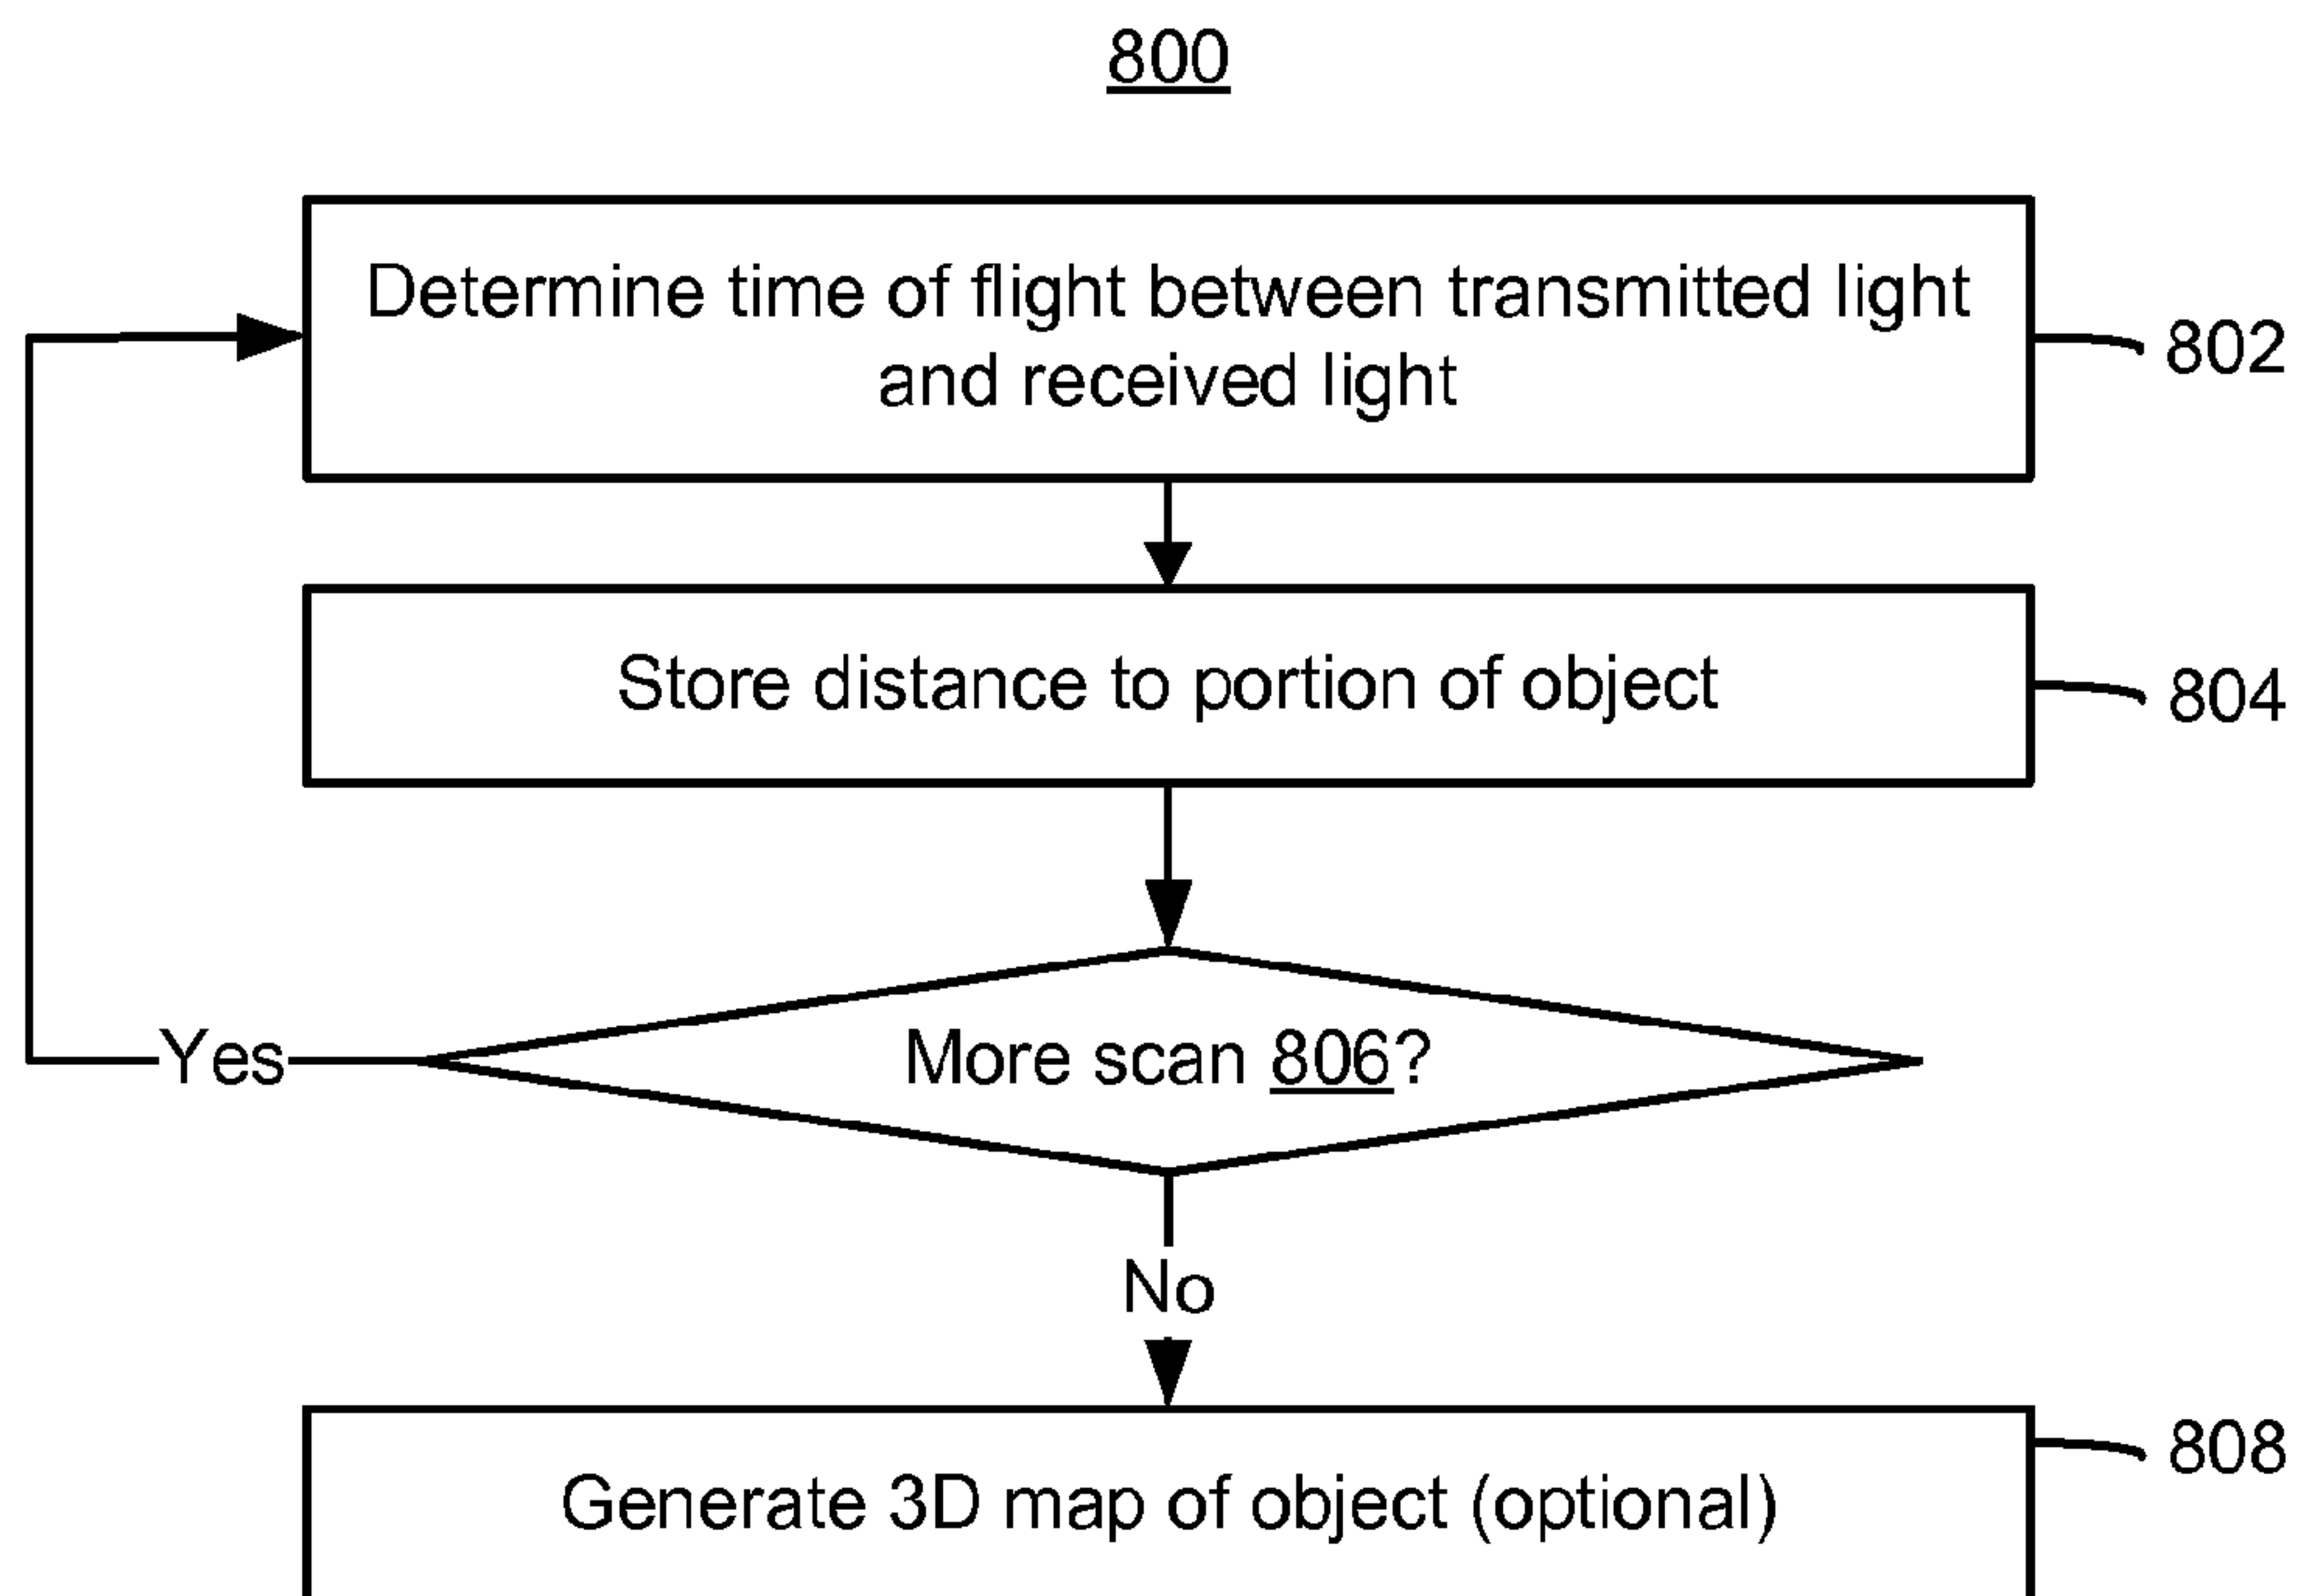 800
Determine time of flight between transmitted light
and received light
802
Store distance to portion of object
804
More scan 806?
Yes
No
808
Generate 3D map of object (optional)